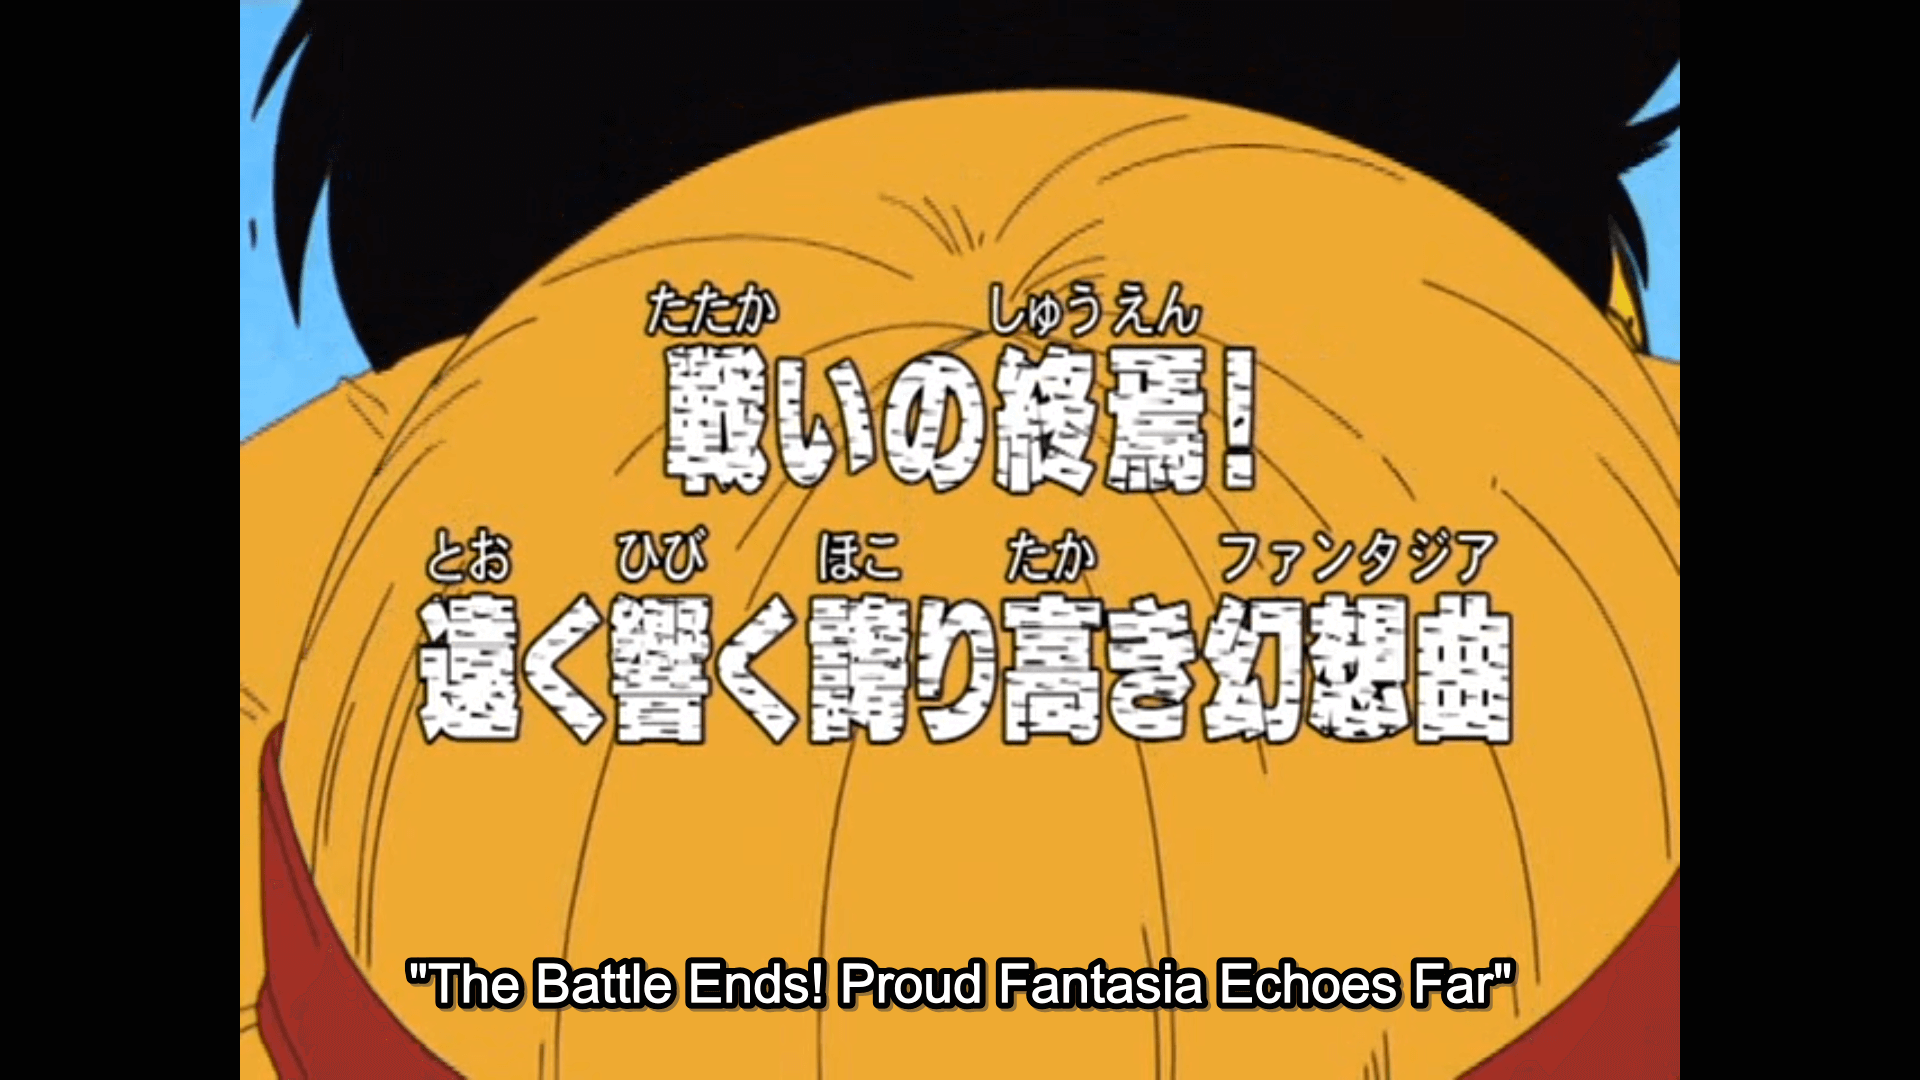 たたか しゅうえん
戦いの終焉!
とお ひび ほこ たか ファンタジア
遠く響く誇り高き幻想曲
"The Battle Ends! Proud Fantasia Echoes Far"